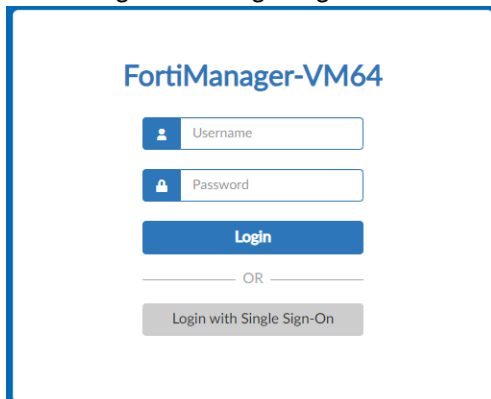 FortiManager-VM64
Username
Password
Login
OR
Login with Single Sign-On